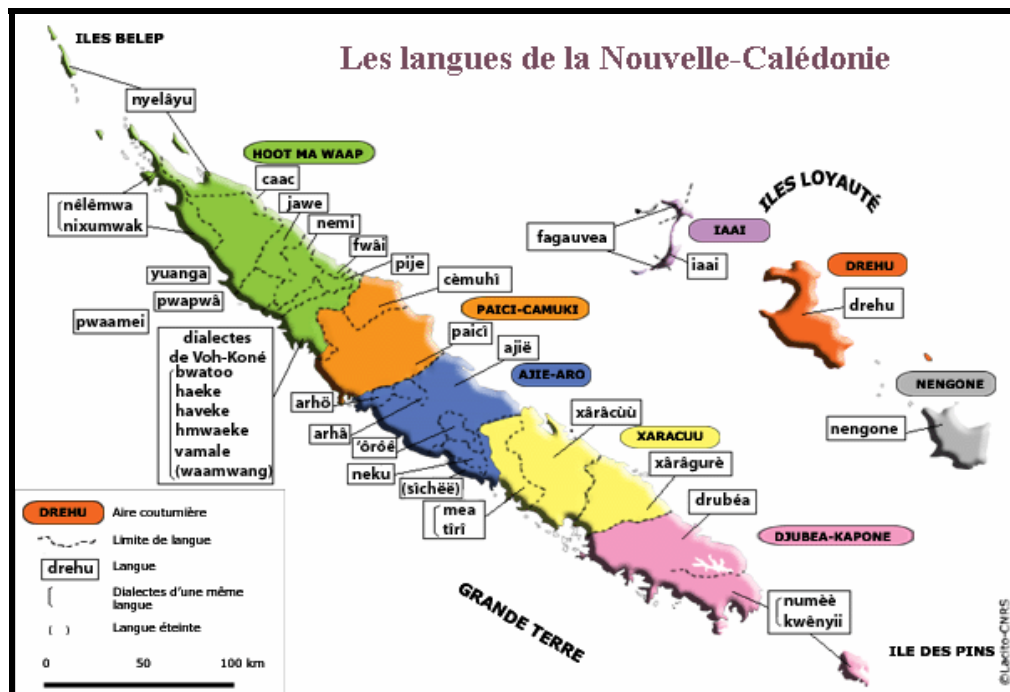 ILES BELEP
Les langues de la Nouvelle-Calédonie
nyelâyu
HOOT MA WAAP
caac
jawe
nemi
fwâi
pije
nêlêmwa
nixumwak
yuanga
pwapwâ
pwaamei
dialectes
de Voh-Koné
bwatoo
haeke
haveke
hmwaeke
vamale
(waamwang)
cèmuhî
PAICI-CAMUKI
paicî
ajië
AJIE-ARO
arhö
arhâ
'ôrôê
neku
(sîchëë)
mea
tîrî
xârâcùù
XARACUU
xârâgurè
drubéa
DJUBEA-KAPONE
numèè
kwênyii
ILE DES PINS
GRANDE TERRE
ILES LOYAUTÉ
fagauvea
IAAI
iaai
DREHU
drehu
NENGONE
nengone
DREHU Aire coutumière
Limite de langue
drehu Langue
Dialectes d'une même
langue
( ) Langue éteinte
0 50 100 km
©Lacito-CNRS